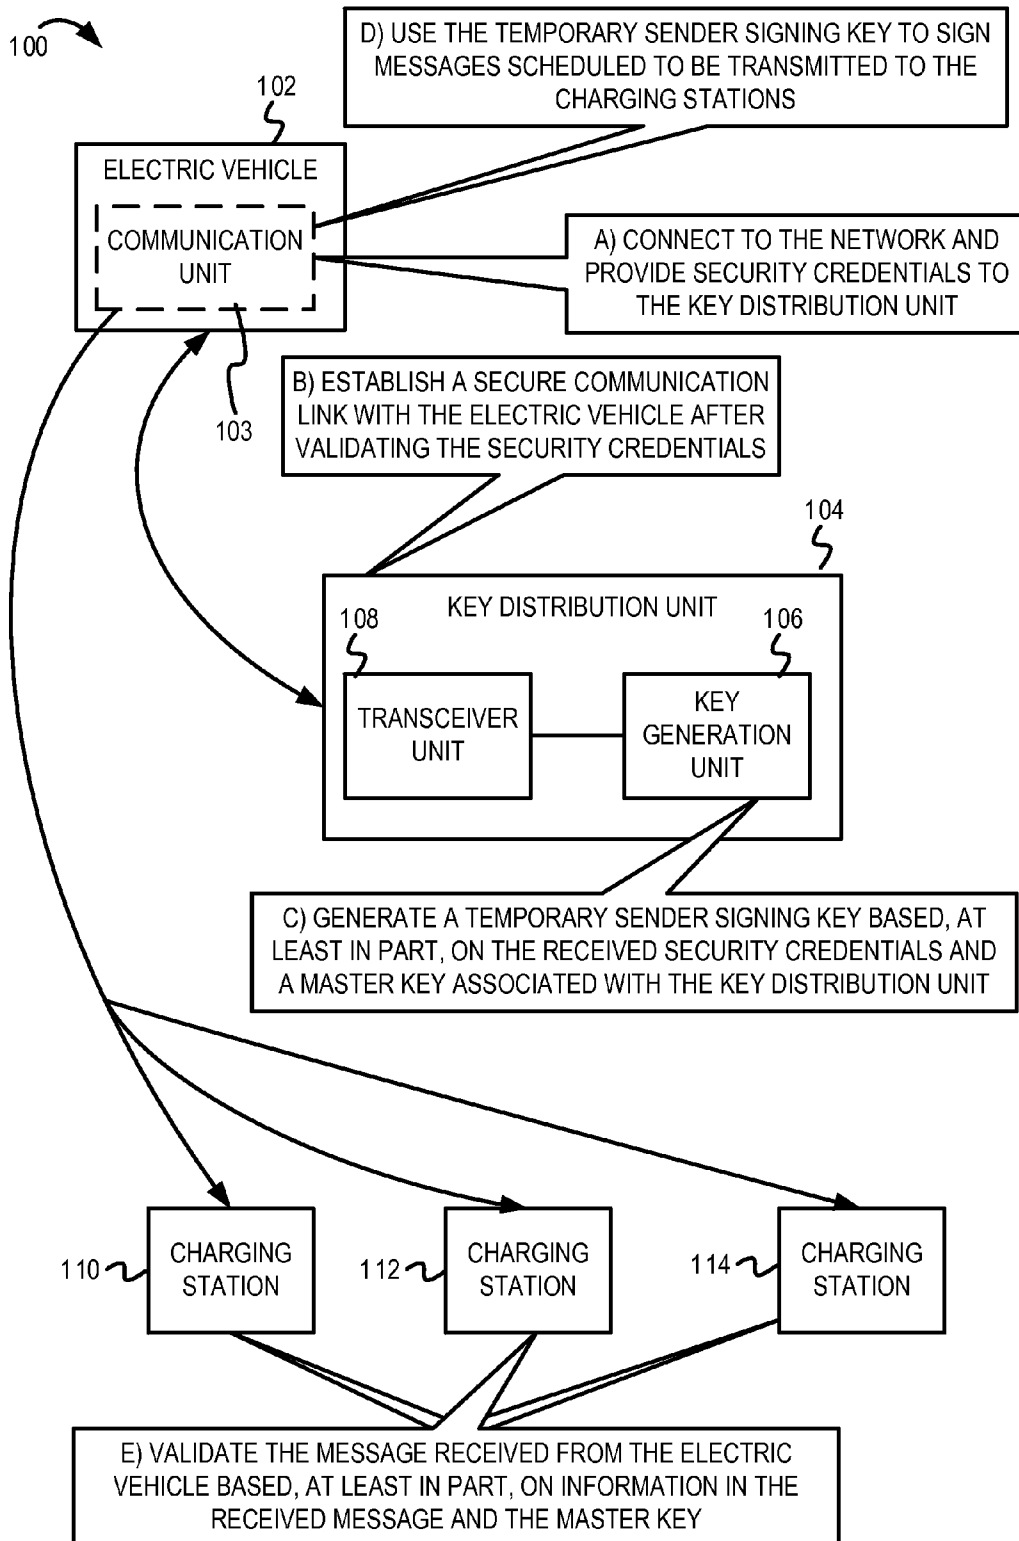 100
D) USE THE TEMPORARY SENDER SIGNING KEY TO SIGN
MESSAGES SCHEDULED TO BE TRANSMITTED TO THE
CHARGING STATIONS
102
ELECTRIC VEHICLE
COMMUNICATION
UNIT
103
A) CONNECT TO THE NETWORK AND
PROVIDE SECURITY CREDENTIALS TO
THE KEY DISTRIBUTION UNIT
B) ESTABLISH A SECURE COMMUNICATION
LINK WITH THE ELECTRIC VEHICLE AFTER
VALIDATING THE SECURITY CREDENTIALS
104
KEY DISTRIBUTION UNIT
108
TRANSCEIVER
UNIT
106
KEY
GENERATION
UNIT
C) GENERATE A TEMPORARY SENDER SIGNING KEY BASED, AT
LEAST IN PART, ON THE RECEIVED SECURITY CREDENTIALS AND
A MASTER KEY ASSOCIATED WITH THE KEY DISTRIBUTION UNIT
110
CHARGING
STATION
112
CHARGING
STATION
114
CHARGING
STATION
E) VALIDATE THE MESSAGE RECEIVED FROM THE ELECTRIC
VEHICLE BASED, AT LEAST IN PART, ON INFORMATION IN THE
RECEIVED MESSAGE AND THE MASTER KEY